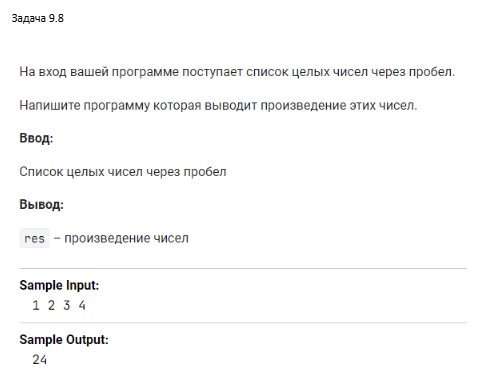 Задача 9.8
На вход вашей программе поступает список целых чисел через пробел.
Напишите программу которая выводит произведение этих чисел.
Ввод:
Список целых чисел через пробел
Вывод:
res – произведение чисел
Sample Input:
1 2 3 4
Sample Output:
24